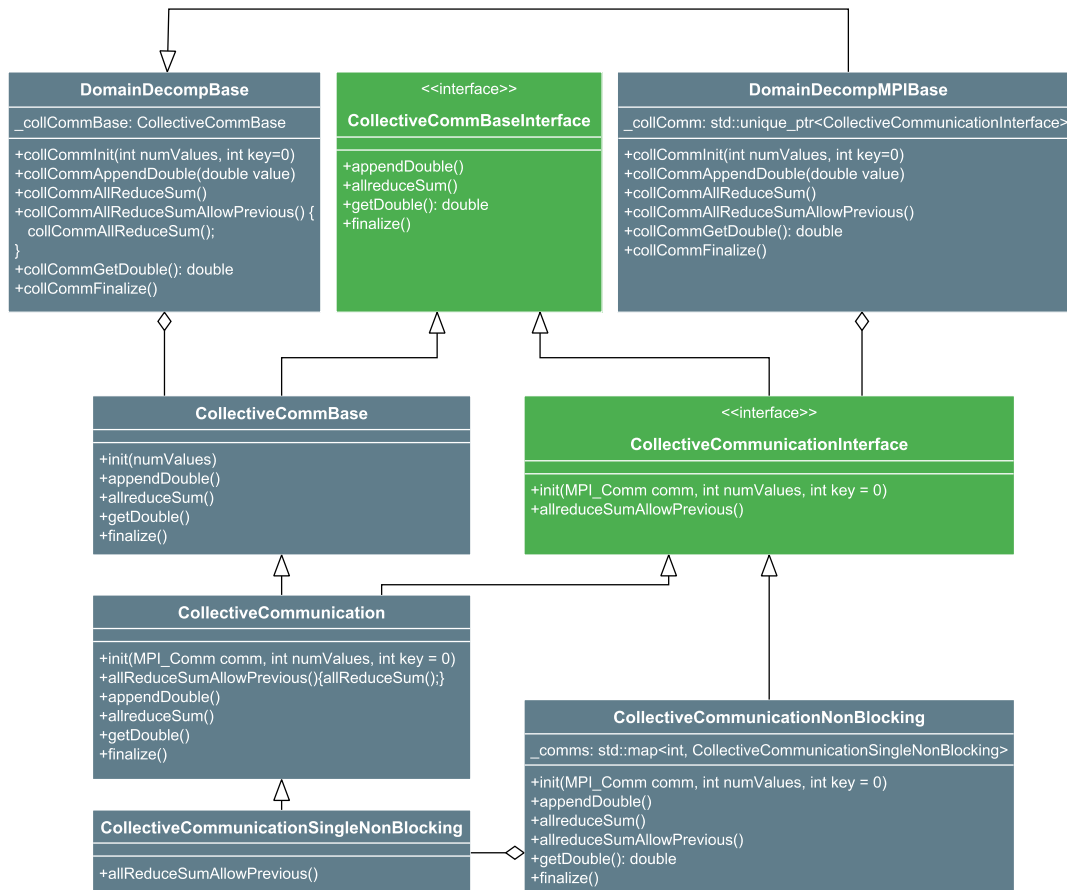 DomainDecompBase
_collCommBase: CollectiveCommBase
+collCommInit(int numValues, int key=0)
+collCommAppendDouble(double value)
+collCommAllReduceSum()
+collCommAllReduceSumAllowPrevious() {
collCommAllReduceSum();
}
+collCommGetDouble(): double
+collCommFinalize()
<<interface>>
CollectiveCommBaseInterface
+appendDouble()
+allreduceSum()
+getDouble(): double
+finalize()
DomainDecompMPIBase
_collComm: std::unique_ptr<CollectiveCommunicationInterface>
+collCommInit(int numValues, int key=0)
+collCommAppendDouble(double value)
+collCommAllReduceSum()
+collCommAllReduceSumAllowPrevious()
+collCommGetDouble(): double
+collCommFinalize()
CollectiveCommBase
+init(numValues)
+appendDouble()
+allreduceSum()
+getDouble()
+finalize()
<<interface>>
CollectiveCommunicationInterface
+init(MPI_Comm comm, int numValues, int key = 0)
+allreduceSumAllowPrevious()
CollectiveCommunication
+init(MPI_Comm comm, int numValues, int key = 0)
+allReduceSumAllowPrevious(){allReduceSum();}
+appendDouble()
+allreduceSum()
+getDouble()
+finalize()
CollectiveCommunicationNonBlocking
_comms: std::map<int, CollectiveCommunicationSingleNonBlocking>
+init(MPI_Comm comm, int numValues, int key = 0)
+appendDouble()
+allreduceSum()
+allreduceSumAllowPrevious()
+getDouble(): double
+finalize()
CollectiveCommunicationSingleNonBlocking
+allReduceSumAllowPrevious()